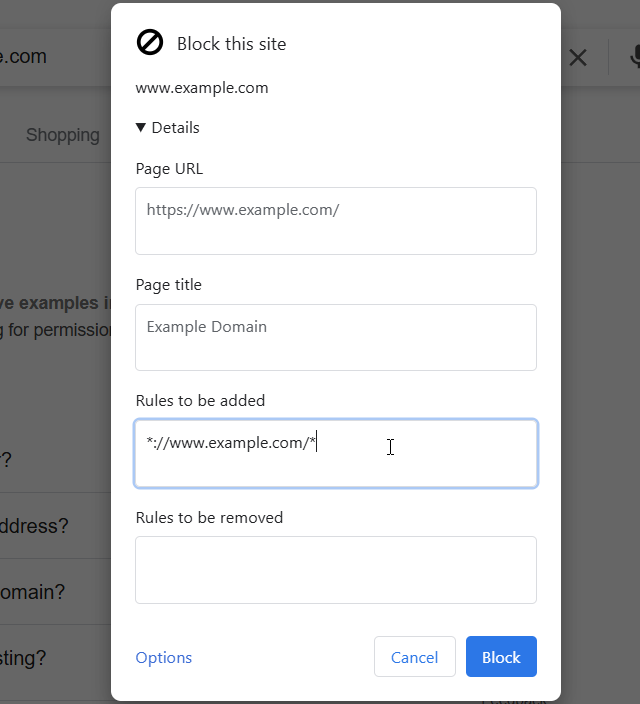 Block this site
e.com
www.example.com
Details
Shopping
Page URL
https://www.example.com/
Page title
ve examples i
Example Domain
g for permission
Rules to be added
*://www.example.com/*
?
Rules to be removed
ddress?
omain?
sting?
Options
Cancel
Block